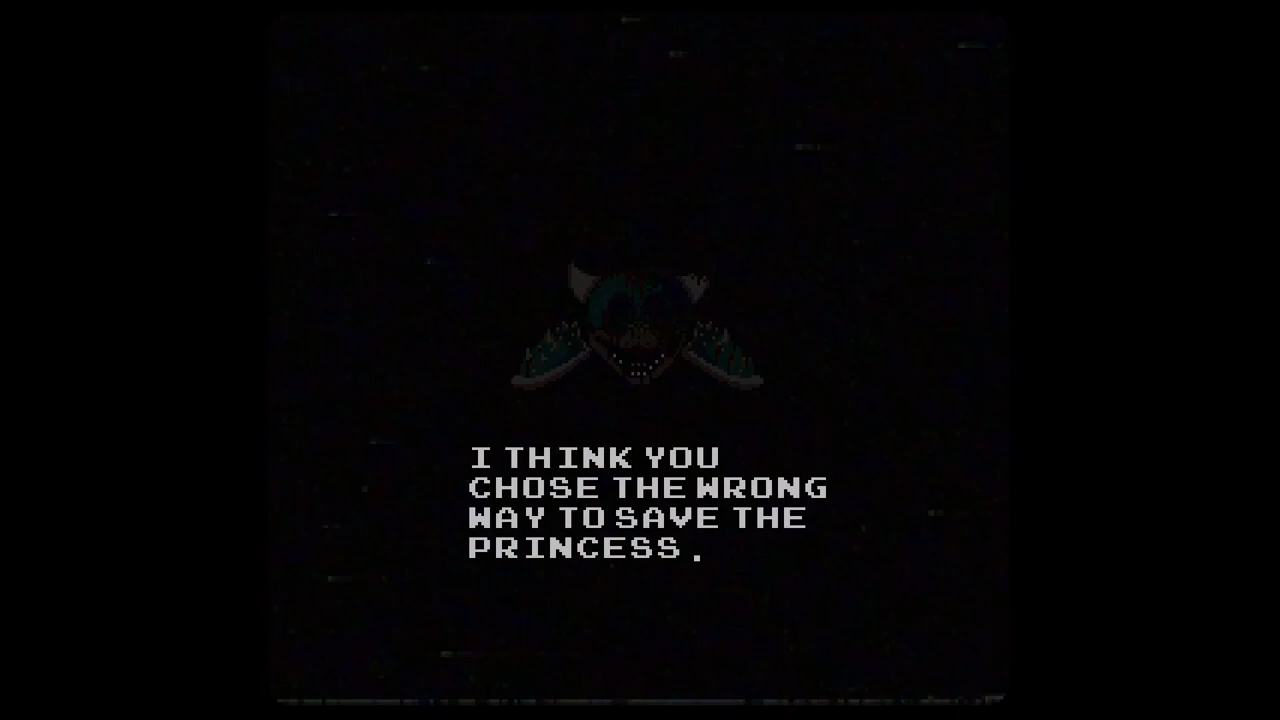 I THINK YOU
CHOSE THE WRONG
WAY TO SAVE THE
PRINCESS.